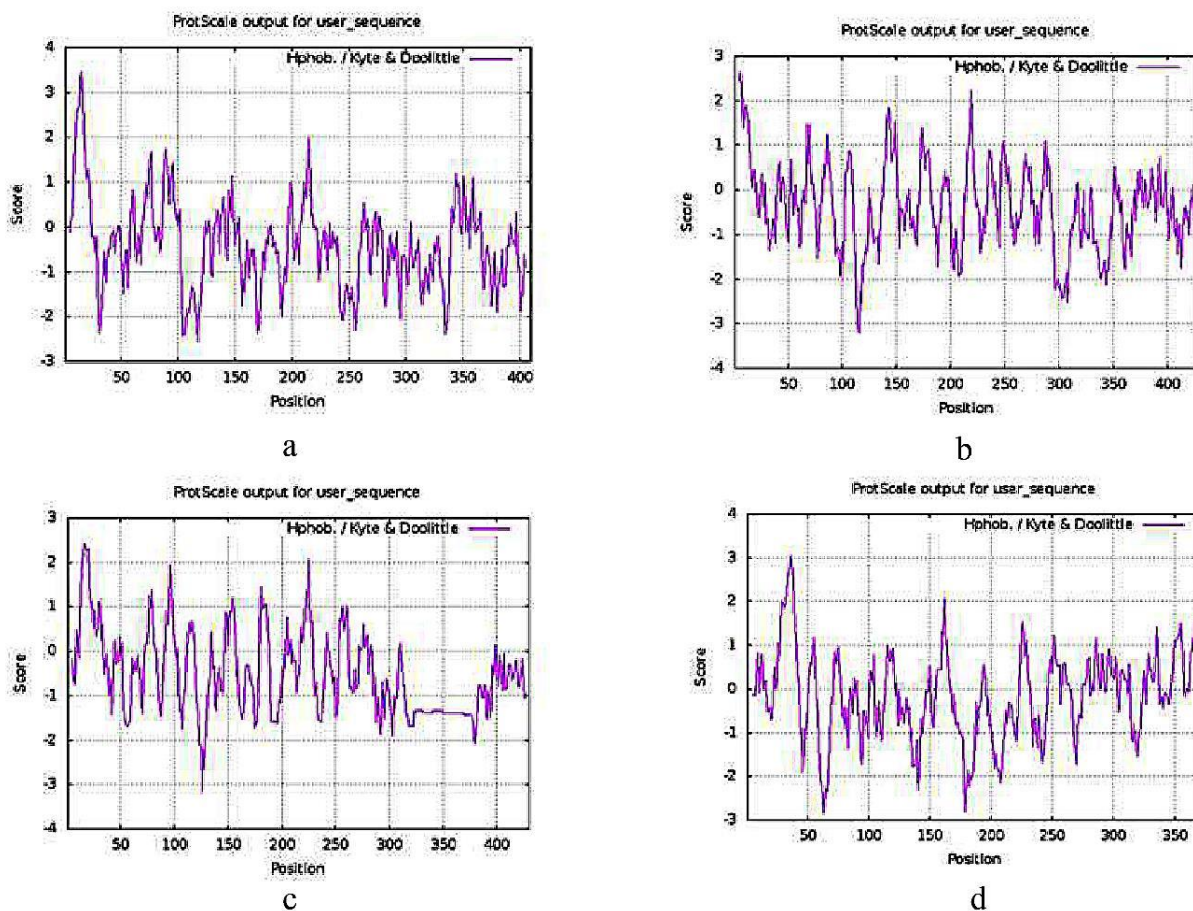 ProtScale output for user_sequence
Hphob. / Kyte & Doolittle
4
3
2
1
0
-1
-2
-3
Score
50 100 150 200 250 300 350 400
Position
a
ProtScale output for user_sequence
Hphob. / Kyte & Doolittle
3
2
1
0
-1
-2
-3
-4
Score
50 100 150 200 250 300 350 400
Position
b
ProtScale output for user_sequence
Hphob. / Kyte & Doolittle
3
2
1
0
-1
-2
-3
-4
Score
50 100 150 200 250 300 350 400
Position
c
ProtScale output for user_sequence
Hphob. / Kyte & Doolittle
4
3
2
1
0
-1
-2
-3
Score
50 100 150 200 250 300 350
Position
d